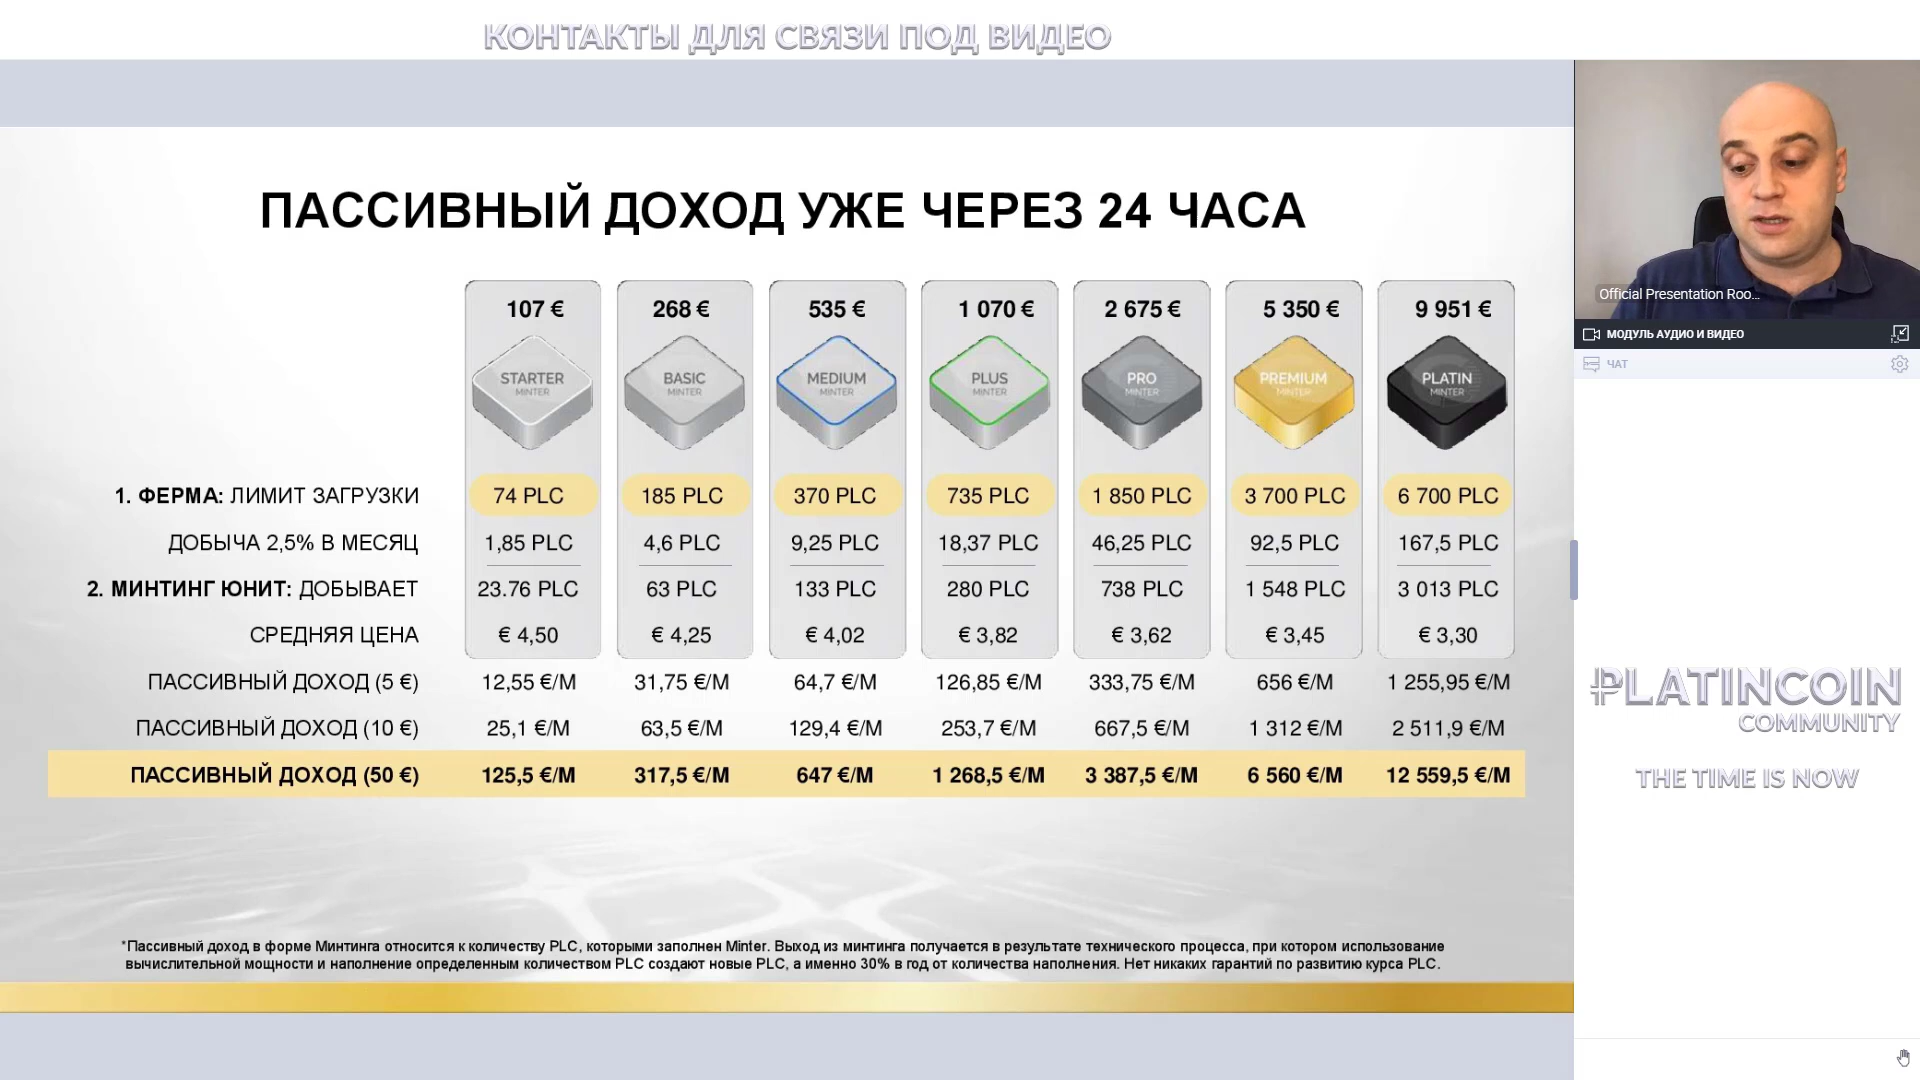 КОНТАКТЫ ДЛЯ СВЯЗИ ПОД ВИДЕО
ПАССИВНЫЙ ДОХОД УЖЕ ЧЕРЕЗ 24 ЧАСА
107 € 268 € 535 € 1 070 € 2 675 € 5 350 € 9 951 €
STARTER BASIC MEDIUM PLUS PRO PREMIUM PLATIN
MINTER MINTER MINTER MINTER MINTER MINTER MINTER
1. ФЕРМА: ЛИМИТ ЗАГРУЗКИ 74 PLC 185 PLC 370 PLC 735 PLC 1 850 PLC 3 700 PLC 6 700 PLC
ДОБЫЧА 2,5% В МЕСЯЦ 1,85 PLC 4,6 PLC 9,25 PLC 18,37 PLC 46,25 PLC 92,5 PLC 167,5 PLC
2. МИНТИНГ ЮНИТ: ДОБЫВАЕТ 23.76 PLC 63 PLC 133 PLC 280 PLC 738 PLC 1 548 PLC 3 013 PLC
СРЕДНЯЯ ЦЕНА € 4,50 € 4,25 € 4,02 € 3,82 € 3,62 € 3,45 € 3,30
ПАССИВНЫЙ ДОХОД (5 €) 12,55 €/М 31,75 €/М 64,7 €/М 126,85 €/М 333,75 €/М 656 €/М 1 255,95 €/М
ПАССИВНЫЙ ДОХОД (10 €) 25,1 €/М 63,5 €/М 129,4 €/М 253,7 €/М 667,5 €/М 1 312 €/М 2 511,9 €/М
ПАССИВНЫЙ ДОХОД (50 €) 125,5 €/М 317,5 €/М 647 €/М 1 268,5 €/М 3 387,5 €/М 6 560 €/М 12 559,5 €/М
*Пассивный доход в форме Минтинга относится к количеству PLC, которыми заполнен Minter. Выход из минтинга получается в результате технического процесса, при котором использование
вычислительной мощности и наполнение определенным количеством PLC создают новые PLC, а именно 30% в год от количества наполнения. Нет никаких гарантий по развитию курса PLC.
Official Presentation Roo...
МОДУЛЬ АУДИО И ВИДЕО
ЧАТ
PLATINCOIN
COMMUNITY
THE TIME IS NOW